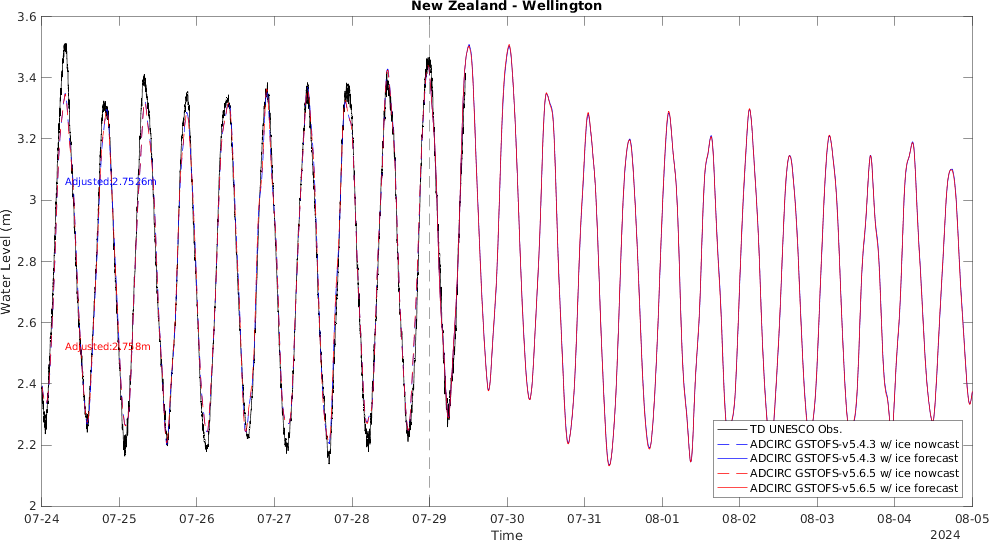 New Zealand - Wellington
3.6
3.4
3.2
3
2.8
2.6
2.4
2.2
2
Water Level (m)
Adjusted:2.7526m
Adjusted:2.758m
TD UNESCO Obs.
ADCIRC GSTOFS-v5.4.3 w/ ice nowcast
ADCIRC GSTOFS-v5.4.3 w/ ice forecast
ADCIRC GSTOFS-v5.6.5 w/ ice nowcast
ADCIRC GSTOFS-v5.6.5 w/ ice forecast
07-24 07-25 07-26 07-27 07-28 07-29 07-30 07-31 08-01 08-02 08-03 08-04 08-05
Time
2024